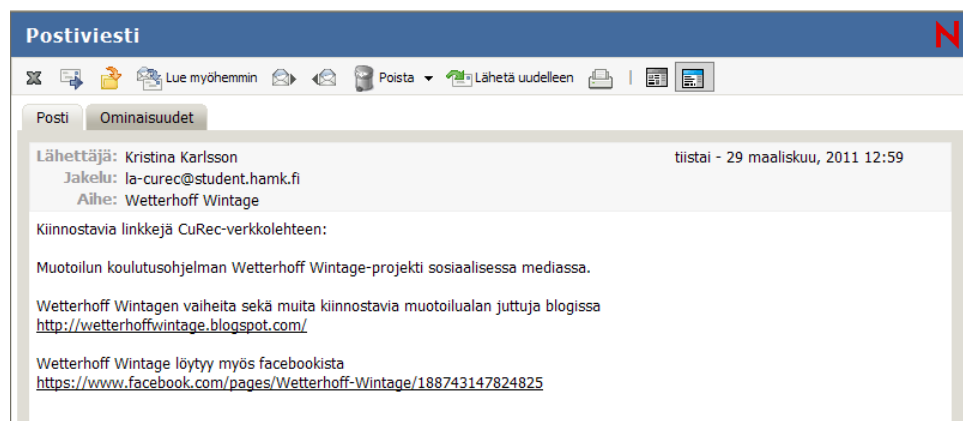 Postiviesti N
Lue myöhemmin Poista Lähetä uudelleen |
Posti Ominaisuudet
Lähettäjä: Kristina Karlsson tiistai - 29 maaliskuu, 2011 12:59
Jakelu: la-curec@student.hamk.fi
Aihe: Wetterhoff Wintage
Kiinnostavia linkkejä CuRec-verkkolehteen:
Muotoilun koulutusohjelman Wetterhoff Wintage-projekti sosiaalisessa mediassa.
Wetterhoff Wintagen vaiheita sekä muita kiinnostavia muotoilualan juttuja blogissa
http://wetterhoffwintage.blogspot.com/
Wetterhoff Wintage löytyy myös facebookista
https://www.facebook.com/pages/Wetterhoff-Wintage/188743147824825